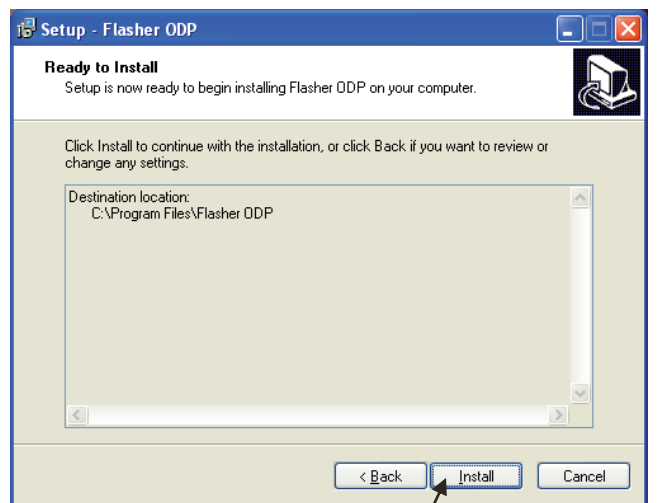 Setup - Flasher ODP
Ready to Install
Setup is now ready to begin installing Flasher ODP on your computer.
Click Install to continue with the installation, or click Back if you want to review or
change any settings.
Destination location:
C:\Program Files\Flasher ODP
< Back
Install
Cancel